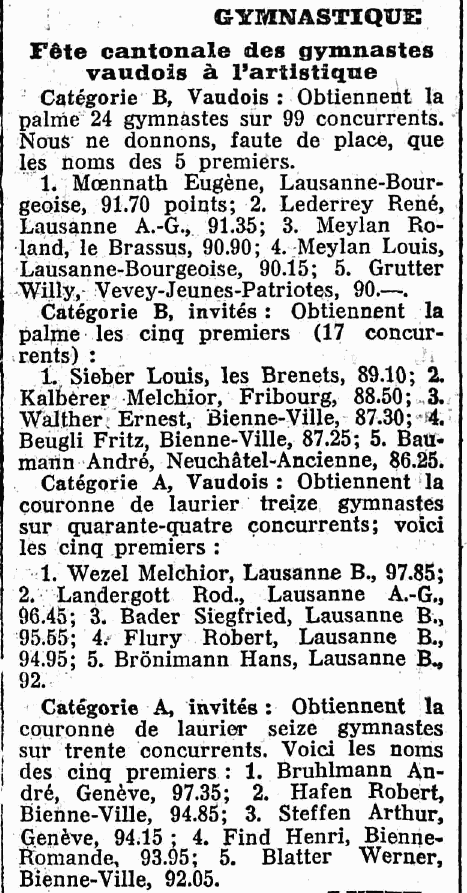 GYMNASTIQUE
Fête cantonale des gymnastes
vaudois à l'artistique
Catégorie B, Vaudois : Obtiennent la
palme 24 gymnastes sur 99 concurrents.
Nous ne donnons, faute de place, que
les noms des 5 premiers.
1. Mœnnath Eugène, Lausanne-Bour-
geoise, 91.70 points; 2. Lederrey René,
Lausanne A.-G., 91.35; 3. Meylan Ro-
land, le Brassus, 90.90; 4. Meylan Louis,
Lausanne-Bourgeoise, 90.15; 5. Grutter
Willy, Vevey-Jeunes-Patriotes, 90.—.
Catégorie B, invités : Obtiennent la
palme les cinq premiers (17 concur-
rents) :
1. Sieber Louis, les Brenets, 89.10; 2.
Kalberer Melchior, Fribourg, 88.50; 3.
Walther Ernest, Bienne-Ville, 87.30; 4.
Beugli Fritz, Bienne-Ville, 87.25; 5. Bau-
mann André, Neuchâtel-Ancienne, 86.25.
Catégorie A, Vaudois : Obtiennent la
couronne de laurier treize gymnastes
sur quarante-quatre concurrents; voici
les cinq premiers :
1. Wezel Melchior, Lausanne B., 97.85;
2. Landergott Rod., Lausanne A.-G.,
96.45; 3. Bader Siegfried, Lausanne B.,
95.55; 4. Flury Robert, Lausanne B.,
94.95; 5. Brönimann Hans, Lausanne B.,
92.
Catégorie A, invités : Obtiennent la
couronne de laurier seize gymnastes
sur trente concurrents. Voici les noms
des cinq premiers : 1. Bruhlmann An-
dré, Genève, 97.35; 2. Hafen Robert,
Bienne-Ville, 94.85; 3. Steffen Arthur,
Genève, 94.15 ; 4. Find Henri, Bienne-
Romande, 93.95; 5. Blatter Werner,
Bienne-Ville, 92.05.